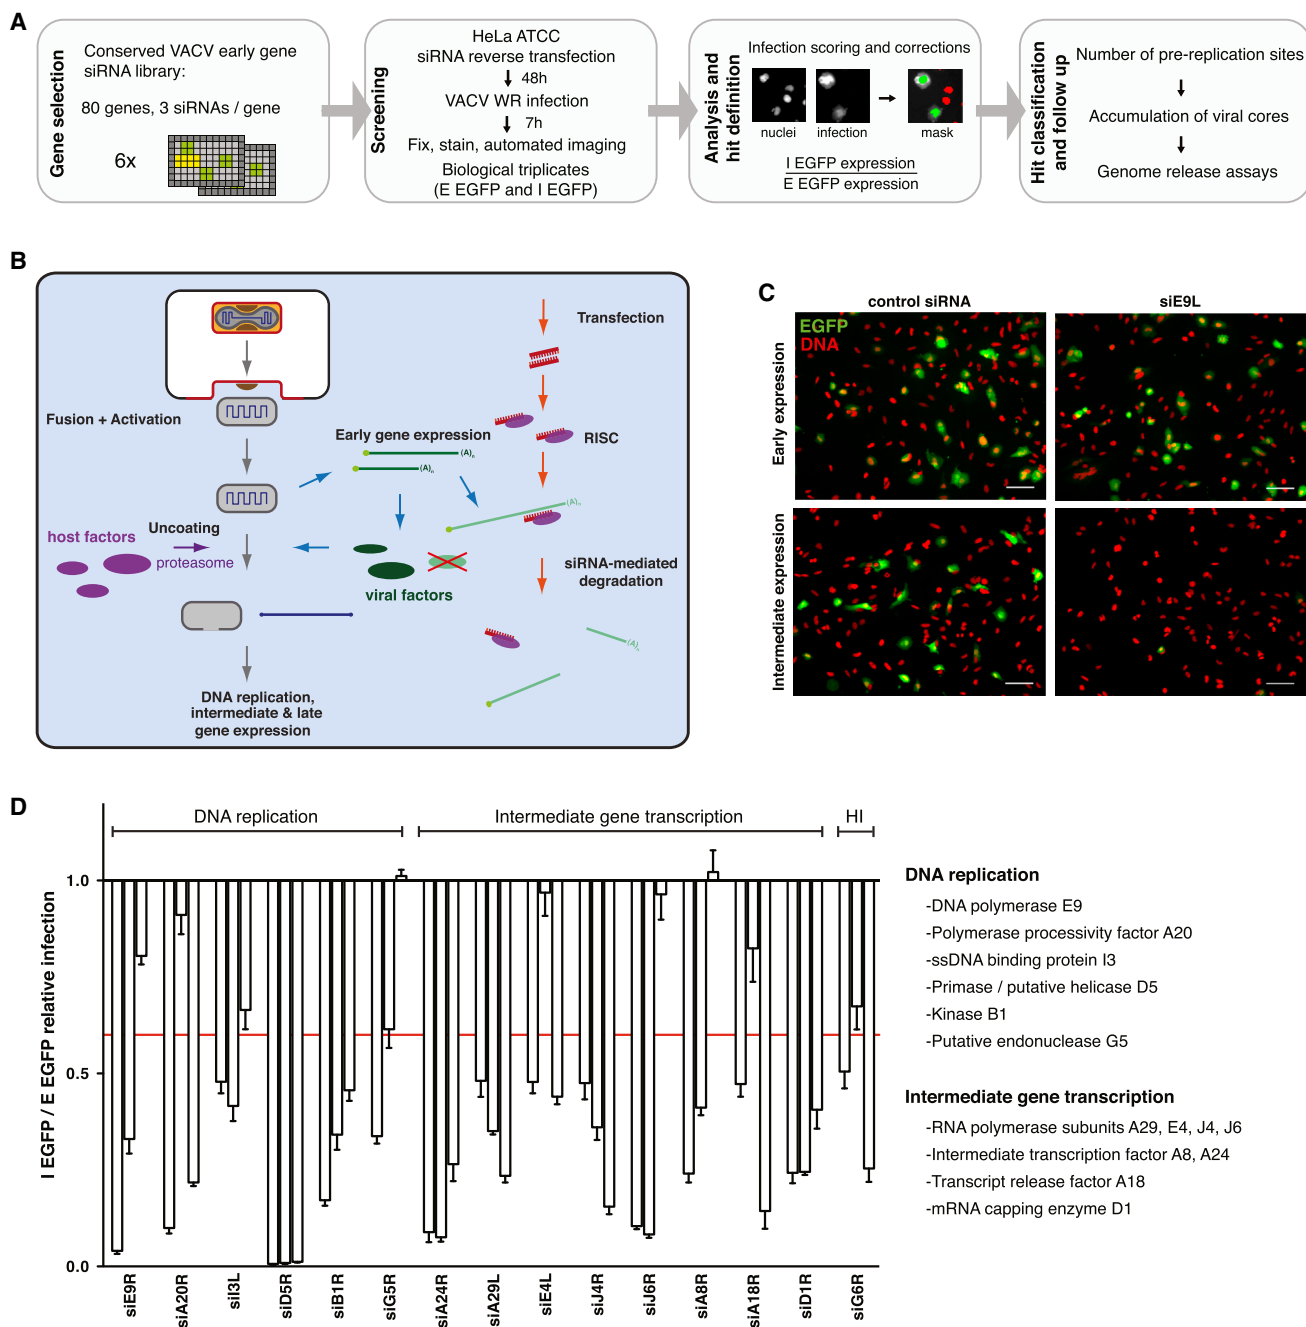 A
Gene selection
Conserved VACV early gene
siRNA library:
80 genes, 3 siRNAs / gene
6x
Screening
HeLa ATCC
siRNA reverse transfection
48h
VACV WR infection
7h
Fix, stain, automated imaging
Biological triplicates
(E EGFP and I EGFP)
Analysis and
hit definition
Infection scoring and corrections
nuclei
infection
mask
I EGFP expression
E EGFP expression
Hit classification
and follow up
Number of pre-replication sites
Accumulation of viral cores
Genome release assays
B
Transfection
Fusion + Activation
Early gene expression
(A)n
(A)n
RISC
(A)n
host factors
Uncoating
proteasome
viral factors
siRNA-mediated
degradation
(A)n
DNA replication,
intermediate & late
gene expression
C
control siRNA
siE9L
EGFP
DNA
Early expression
Intermediate expression
D
DNA replication
Intermediate gene transcription
HI
I EGFP / E EGFP relative infection
1.0
0.5
0.0
siE9R
siA20R
siI3L
siD5R
siB1R
siG5R
siA24R
siA29L
siE4L
siJ4R
siJ6R
siA8R
siA18R
siD1R
siG6R
DNA replication
-DNA polymerase E9
-Polymerase processivity factor A20
-ssDNA binding protein I3
-Primase / putative helicase D5
-Kinase B1
-Putative endonuclease G5
Intermediate gene transcription
-RNA polymerase subunits A29, E4, J4, J6
-Intermediate transcription factor A8, A24
-Transcript release factor A18
-mRNA capping enzyme D1